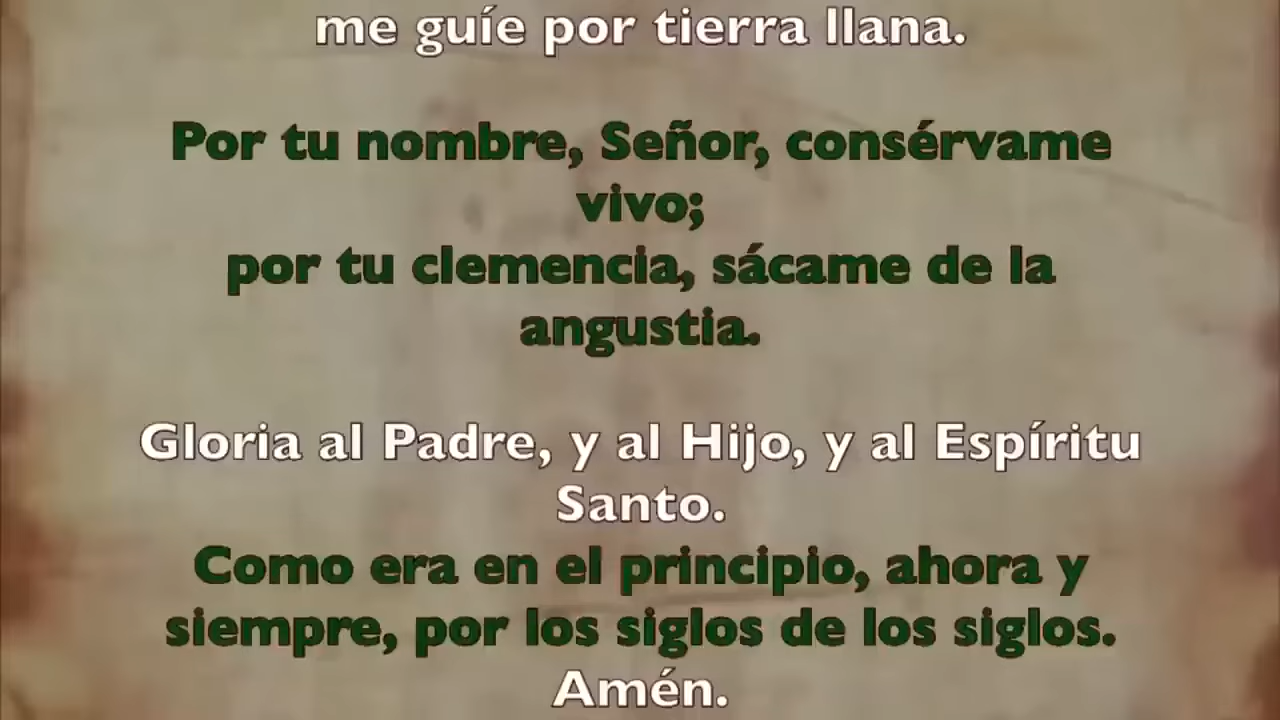 me guíe por tierra llana.
Por tu nombre, Señor, consérvame
vivo;
por tu clemencia, sácame de la
angustia.
Gloria al Padre, y al Hijo, y al Espíritu
Santo.
Como era en el principio, ahora y
siempre, por los siglos de los siglos.
Amén.